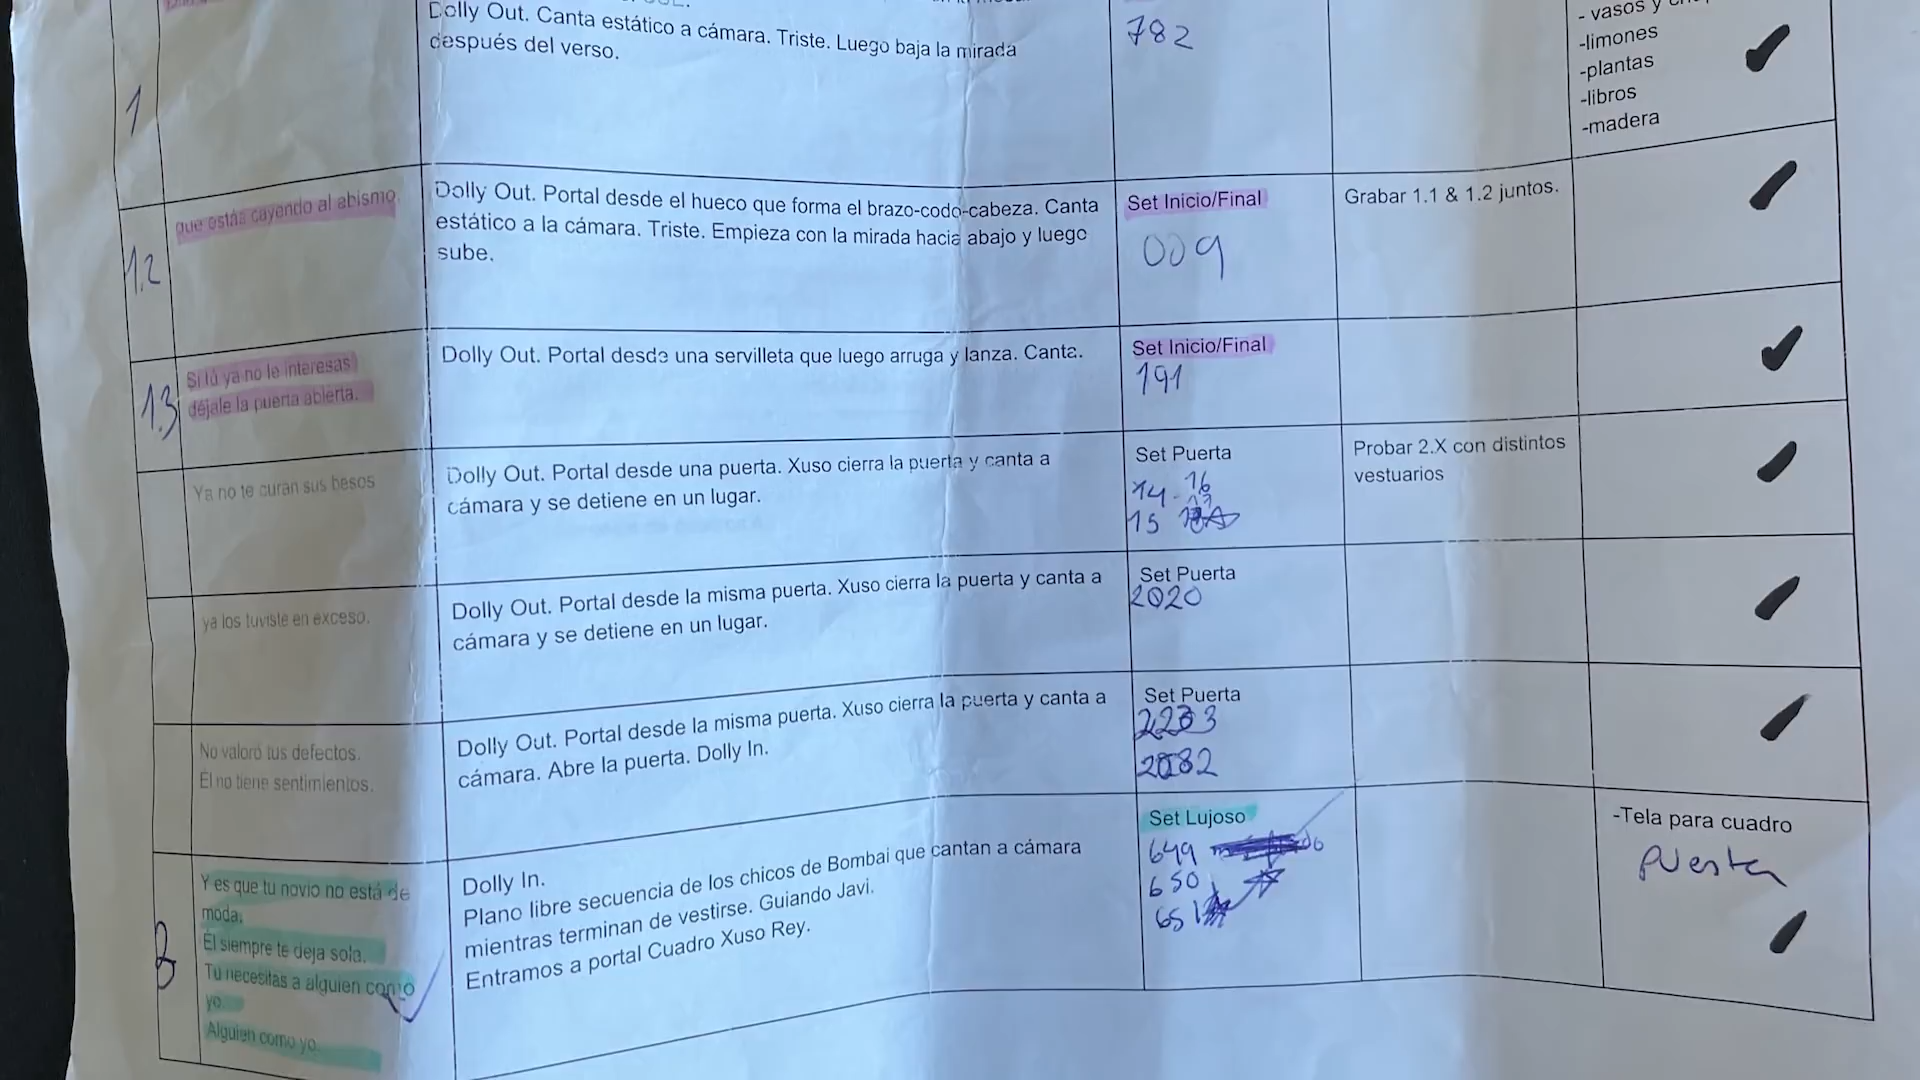 Dolly Out. Canta estático a cámara. Triste. Luego baja la mirada
después del verso.
782
- vasos y
-limones
-plantas
-libros
-madera
1
1.2
que estás cayendo al abismo.
Dolly Out. Portal desde el hueco que forma el brazo-codo-cabeza. Canta
estático a la cámara. Triste. Empieza con la mirada hacia abajo y luego
sube.
Set Inicio/Final
009
Grabar 1.1 & 1.2 juntos.
1.3
Si tú ya no le interesas
déjale la puerta abierta.
Dolly Out. Portal desde una servilleta que luego arruga y lanza. Canta.
Set Inicio/Final
191
Ya no te curan sus besos
Dolly Out. Portal desde una puerta. Xuso cierra la puerta y canta a
cámara y se detiene en un lugar.
Set Puerta
14 - 16
15
Probar 2.X con distintos
vestuarios
ya los tuviste en exceso.
Dolly Out. Portal desde la misma puerta. Xuso cierra la puerta y canta a
cámara y se detiene en un lugar.
Set Puerta
2020
No valoró tus defectos.
Él no tiene sentimientos.
Dolly Out. Portal desde la misma puerta. Xuso cierra la puerta y canta a
cámara. Abre la puerta. Dolly In.
Set Puerta
Y es que tu novio no está de
moda.
Él siempre te deja sola.
Tú necesitas a alguien como
yo
Alguien como yo.
Dolly In.
Plano libre secuencia de los chicos de Bombai que cantan a cámara
mientras terminan de vestirse. Guiando Javi.
Entramos a portal Cuadro Xuso Rey.
Set Lujoso
649
650
651
-Tela para cuadro
puesta